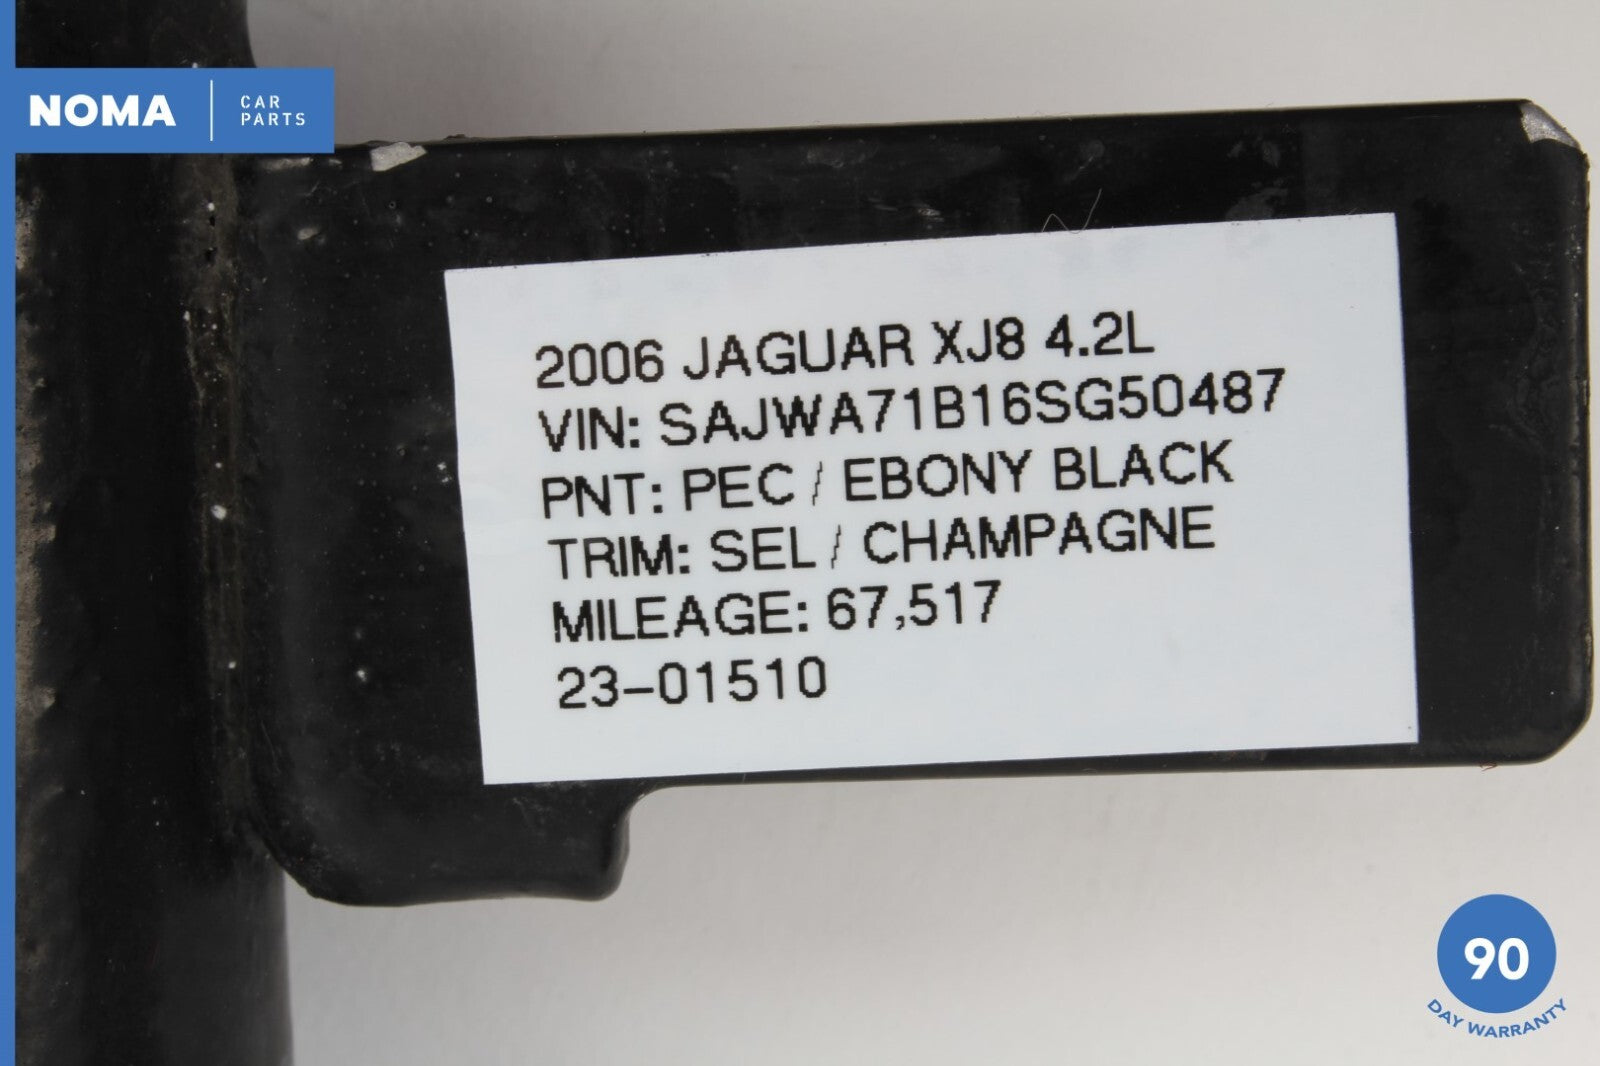 NOMA
CAR
PARTS
2006 JAGUAR XJ8 4.2L
VIN: SAJWA71B16SG50487
PNT: PEC / EBONY BLACK
TRIM: SEL / CHAMPAGNE
MILEAGE: 67,517
23-01510
90
DAY WARRANTY